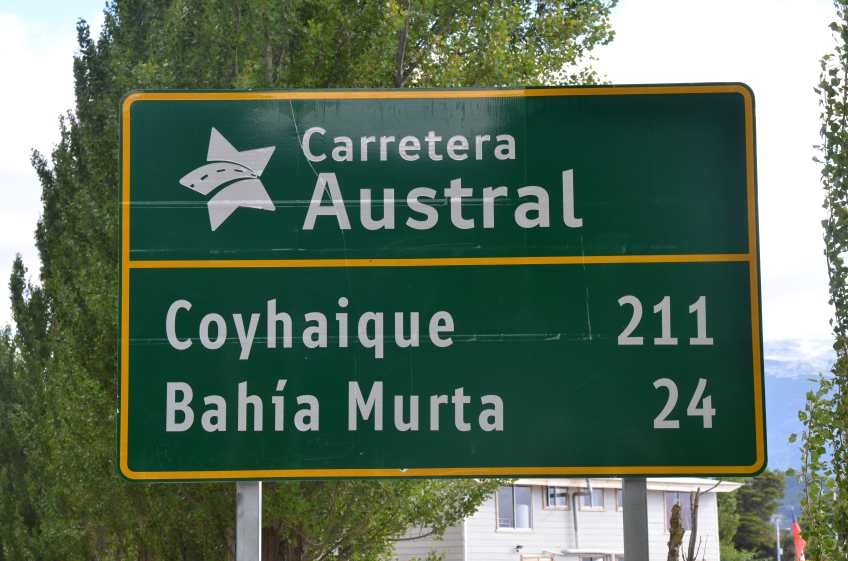 Carretera
Austral
Coyhaique 211
Bahía Murta 24